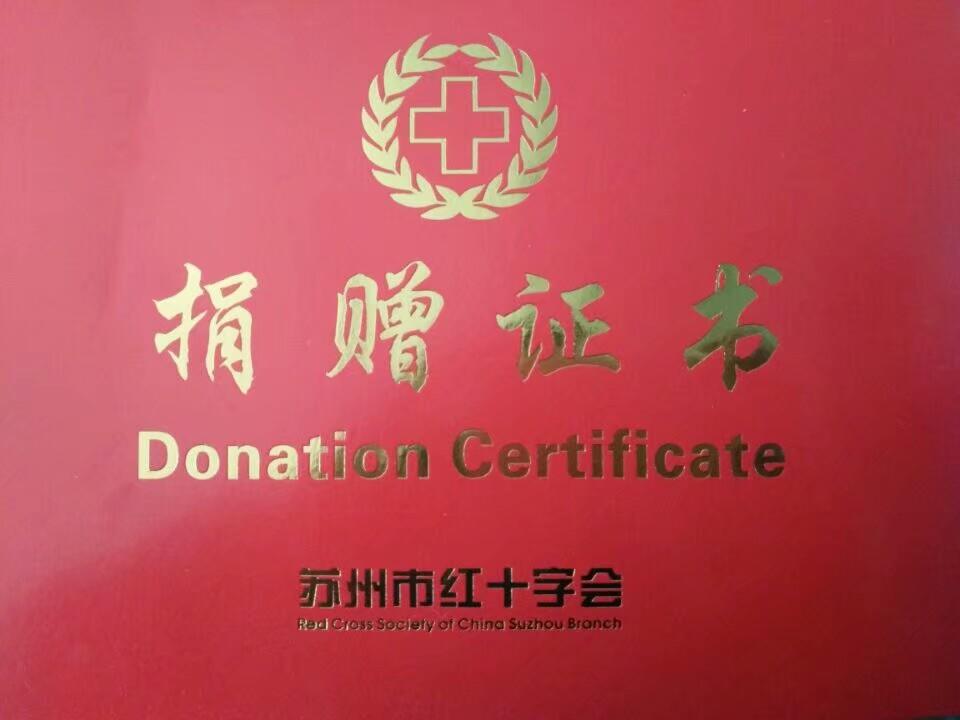 捐赠证书
Donation Certificate
苏州市红十字会
Red Cross Society of China Suzhou Branch